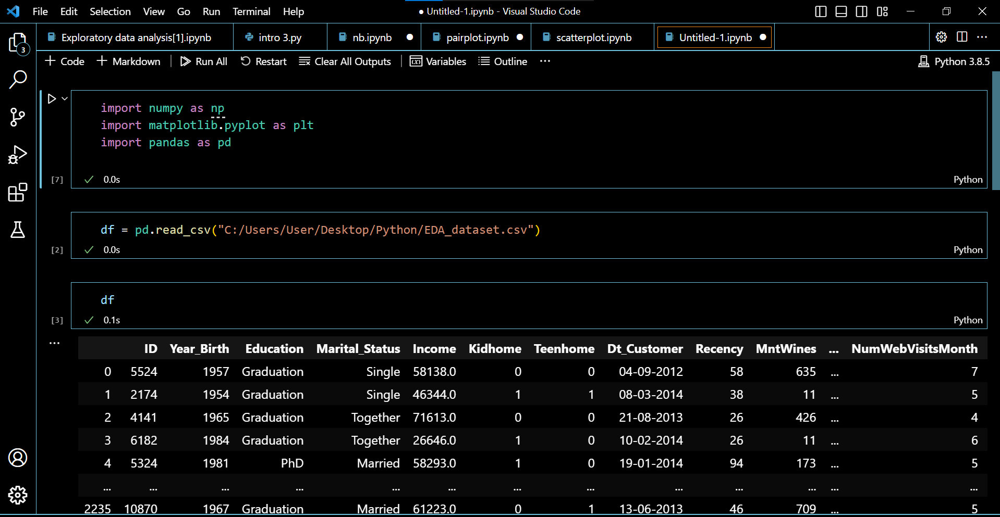 File Edit Selection View Go Run Terminal Help ● Untitled-1.ipynb - Visual Studio Code
3
Exploratory data analysis[1].ipynb intro 3.py nb.ipynb ● pairplot.ipynb ● scatterplot.ipynb Untitled-1.ipynb ●
+ Code + Markdown | Run All Restart Clear All Outputs | Variables Outline ... Python 3.8.5
import numpy as np
import matplotlib.pyplot as plt
import pandas as pd
[7] ✓ 0.0s Python
df = pd.read_csv("C:/Users/User/Desktop/Python/EDA_dataset.csv")
[2] ✓ 0.0s Python
df
[3] ✓ 0.1s Python
...
ID Year_Birth Education Marital_Status Income Kidhome Teenhome Dt_Customer Recency MntWines ... NumWebVisitsMonth
0 5524 1957 Graduation Single 58138.0 0 0 04-09-2012 58 635 ... 7
1 2174 1954 Graduation Single 46344.0 1 1 08-03-2014 38 11 ... 5
2 4141 1965 Graduation Together 71613.0 0 0 21-08-2013 26 426 ... 4
3 6182 1984 Graduation Together 26646.0 1 0 10-02-2014 26 11 ... 6
4 5324 1981 PhD Married 58293.0 1 0 19-01-2014 94 173 ... 5
... ... ... ... ... ... ... ... ... ... ... ... ...
2235 10870 1967 Graduation Married 61223.0 0 1 13-06-2013 46 709 ... 5